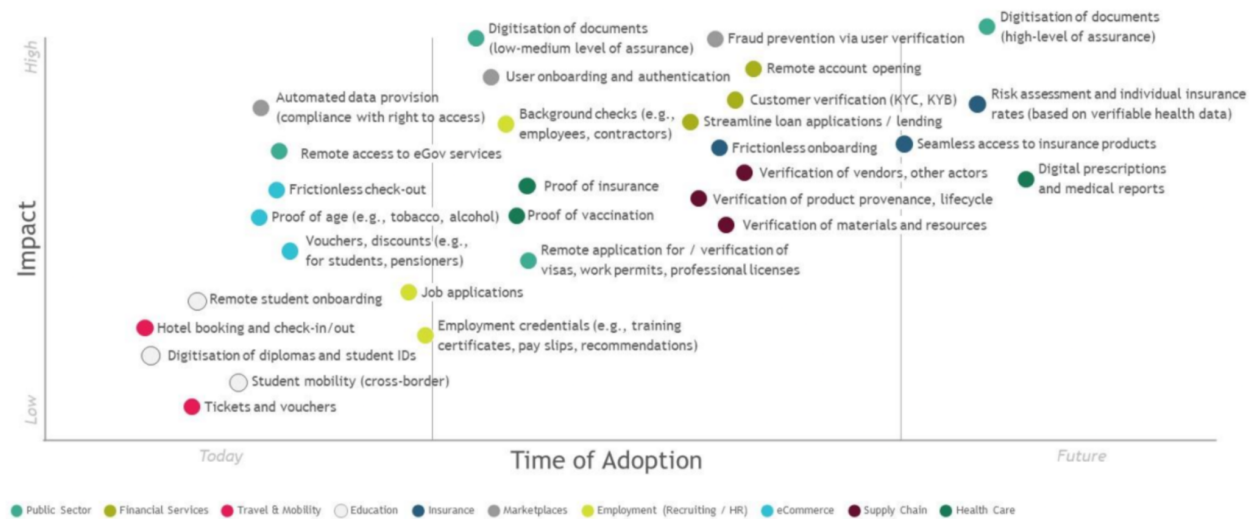 High
Impact
Low
Digitisation of documents
(low-medium level of assurance)
Fraud prevention via user verification
Digitisation of documents
(high-level of assurance)
User onboarding and authentication
Remote account opening
Automated data provision
(compliance with right to access)
Background checks (e.g.,
employees, contractors)
Customer verification (KYC, KYB)
Streamline loan applications / lending
Risk assessment and individual insurance
rates (based on verifiable health data)
Remote access to eGov services
Frictionless onboarding
Seamless access to insurance products
Frictionless check-out
Proof of insurance
Verification of vendors, other actors
Digital prescriptions
and medical reports
Proof of age (e.g., tobacco, alcohol)
Proof of vaccination
Verification of product provenance, lifecycle
Verification of materials and resources
Vouchers, discounts (e.g.,
for students, pensioners)
Remote application for / verification of
visas, work permits, professional licenses
Remote student onboarding
Job applications
Hotel booking and check-in/out
Employment credentials (e.g., training
certificates, pay slips, recommendations)
Digitisation of diplomas and student IDs
Student mobility (cross-border)
Tickets and vouchers
Today
Time of Adoption
Future
Public Sector
Financial Services
Travel & Mobility
Education
Insurance
Marketplaces
Employment (Recruiting / HR)
eCommerce
Supply Chain
Health Care